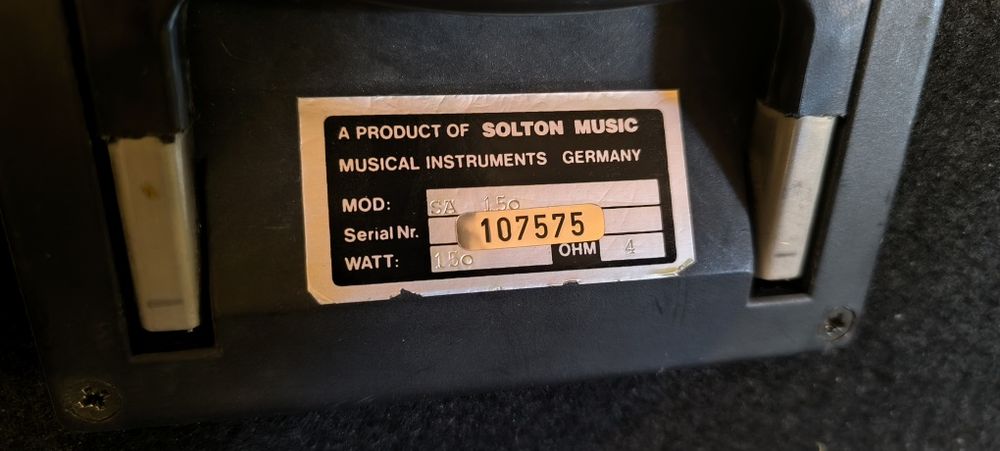 A PRODUCT OF SOLTON MUSIC
MUSICAL INSTRUMENTS GERMANY
MOD: SA 150
Serial Nr. 107575
WATT: 150 OHM 4